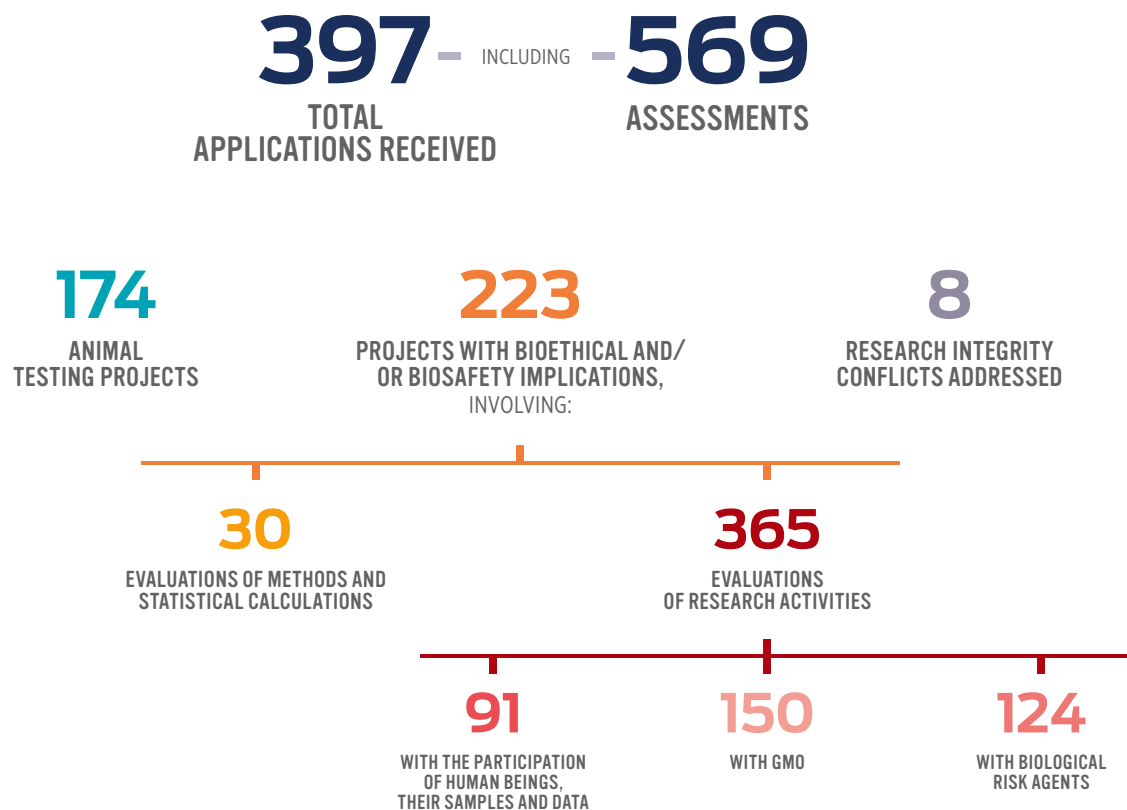 397 INCLUDING 569
TOTAL
APPLICATIONS RECEIVED
ASSESSMENTS
174
ANIMAL
TESTING PROJECTS
223
PROJECTS WITH BIOETHICAL AND/
OR BIOSAFETY IMPLICATIONS,
INVOLVING:
8
RESEARCH INTEGRITY
CONFLICTS ADDRESSED
30
EVALUATIONS OF METHODS AND
STATISTICAL CALCULATIONS
365
EVALUATIONS
OF RESEARCH ACTIVITIES
91
WITH THE PARTICIPATION
OF HUMAN BEINGS,
THEIR SAMPLES AND DATA
150
WITH GMO
124
WITH BIOLOGICAL
RISK AGENTS